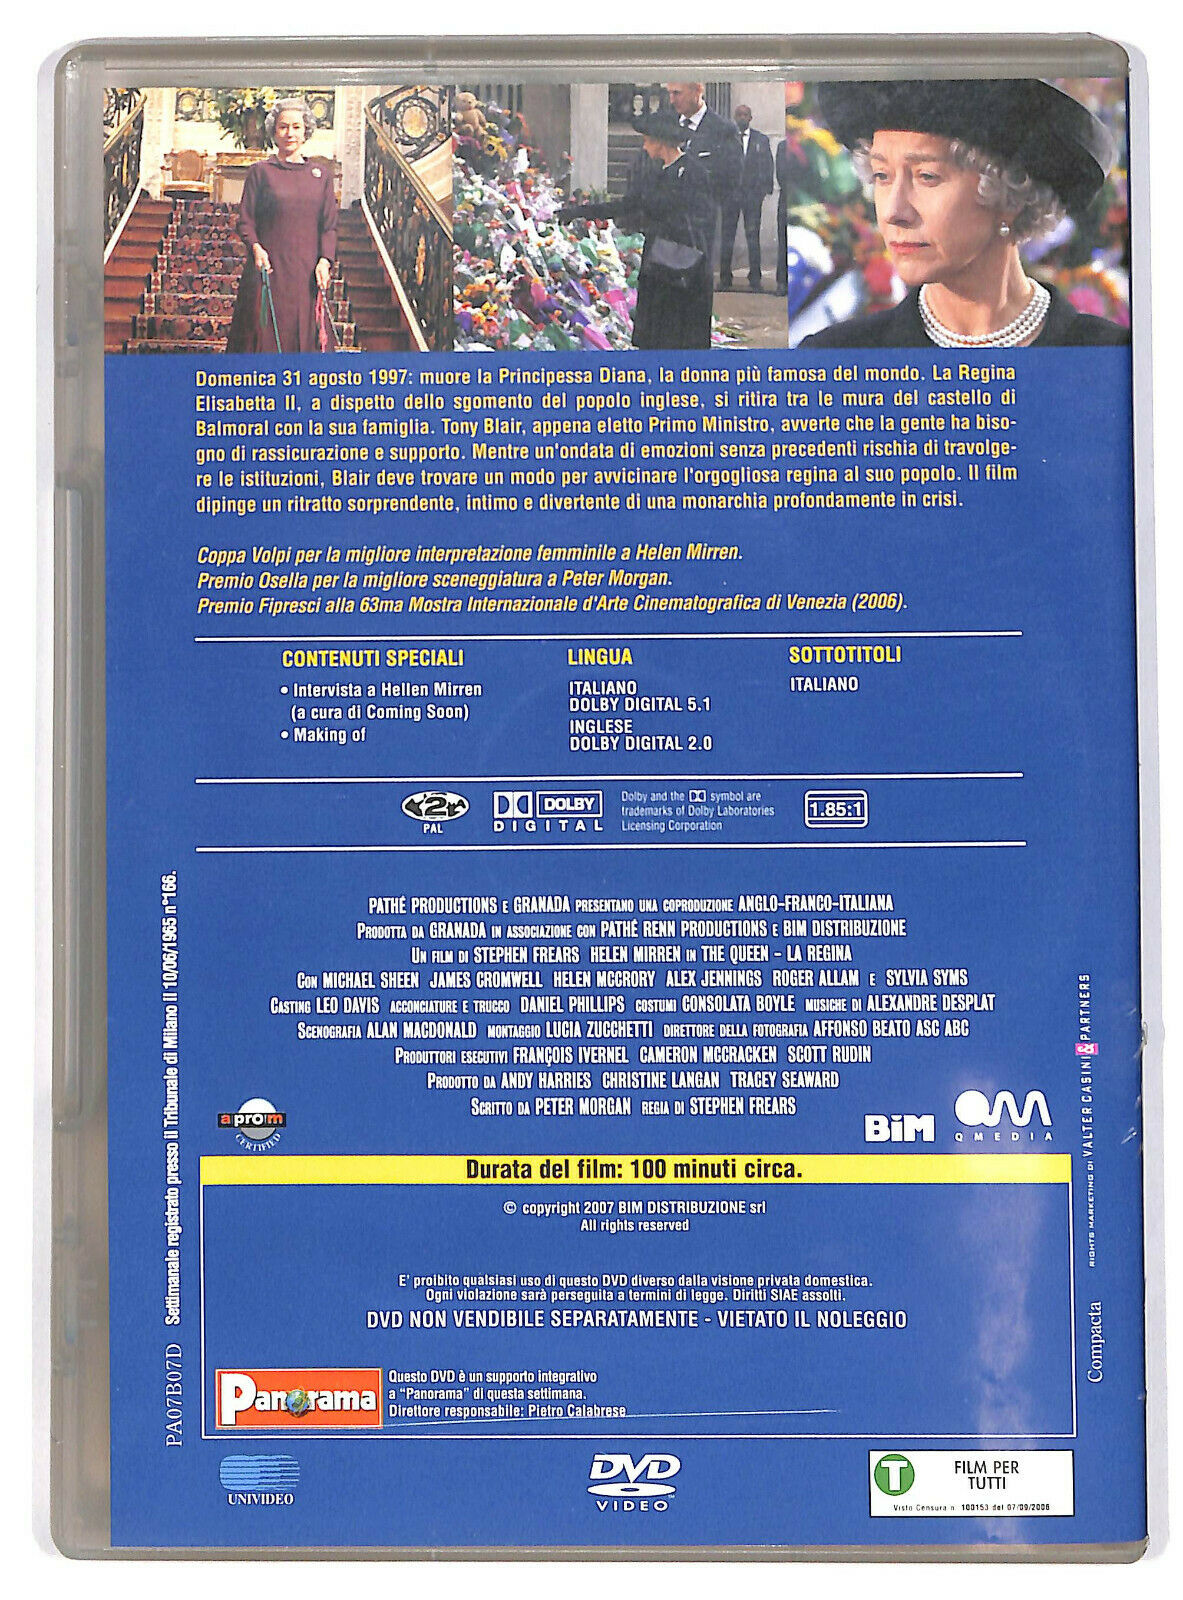 Domenica 31 agosto 1997: muore la Principessa Diana, la donna più famosa del mondo. La Regina
Elisabetta II, a dispetto dello sgomento del popolo inglese, si ritira tra le mura del castello di
Balmoral con la sua famiglia. Tony Blair, appena eletto Primo Ministro, avverte che la gente ha biso-
gno di rassicurazione e supporto. Mentre un'ondata di emozioni senza precedenti rischia di travolge-
re le istituzioni, Blair deve trovare un modo per avvicinare l'orgogliosa regina al suo popolo. Il film
dipinge un ritratto sorprendente, intimo e divertente di una monarchia profondamente in crisi.
Coppa Volpi per la migliore interpretazione femminile a Helen Mirren.
Premio Osella per la migliore sceneggiatura a Peter Morgan.
Premio Fipresci alla 63ma Mostra Internazionale d'Arte Cinematografica di Venezia (2006).
CONTENUTI SPECIALI
• Intervista a Hellen Mirren
(a cura di Coming Soon)
• Making of
LINGUA
ITALIANO
DOLBY DIGITAL 5.1
INGLESE
DOLBY DIGITAL 2.0
SOTTOTITOLI
ITALIANO
2
PAL
DOLBY
DIGITAL
Dolby and the DD symbol are
trademarks of Dolby Laboratories
Licensing Corporation
1.85:1
PATHÉ PRODUCTIONS E GRANADA PRESENTANO UNA COPRODUZIONE ANGLO-FRANCO-ITALIANA
PRODOTTA DA GRANADA IN ASSOCIAZIONE CON PATHÉ RENN PRODUCTIONS E BIM DISTRIBUZIONE
UN FILM DI STEPHEN FREARS HELEN MIRREN IN THE QUEEN - LA REGINA
CON MICHAEL SHEEN JAMES CROMWELL HELEN MCCRORY ALEX JENNINGS ROGER ALLAM E SYLVIA SYMS
CASTING LEO DAVIS ACCONCIATURE E TRUCCO DANIEL PHILLIPS COSTUMI CONSOLATA BOYLE MUSICHE DI ALEXANDRE DESPLAT
SCENOGRAFIA ALAN MACDONALD MONTAGGIO LUCIA ZUCCHETTI DIRETTORE DELLA FOTOGRAFIA AFFONSO BEATO ASC ABC
PRODUTTORI ESECUTIVI FRANÇOIS IVERNEL CAMERON MCCRACKEN SCOTT RUDIN
PRODOTTO DA ANDY HARRIES CHRISTINE LANGAN TRACEY SEAWARD
SCRITTO DA PETER MORGAN REGIA DI STEPHEN FREARS
aprom
CERTIFIED
BiM
QMEDIA
Durata del film: 100 minuti circa.
© copyright 2007 BIM DISTRIBUZIONE srl
All rights reserved
E' proibito qualsiasi uso di questo DVD diverso dalla visione privata domestica.
Ogni violazione sarà perseguita a termini di legge. Diritti SIAE assolti.
DVD NON VENDIBILE SEPARATAMENTE - VIETATO IL NOLEGGIO
Panorama
Questo DVD è un supporto integrativo
a "Panorama" di questa settimana.
Direttore responsabile: Pietro Calabrese
UNIVIDEO
DVD
VIDEO
T
FILM PER
TUTTI
Visto Censura n. 100153 del 07/09/2006
PA07B07D Settimanale registrato presso il Tribunale di Milano il 10/06/1965 n°166.
Compacta RIGHTS MARKETING DI VALTER CASINI & PARTNERS